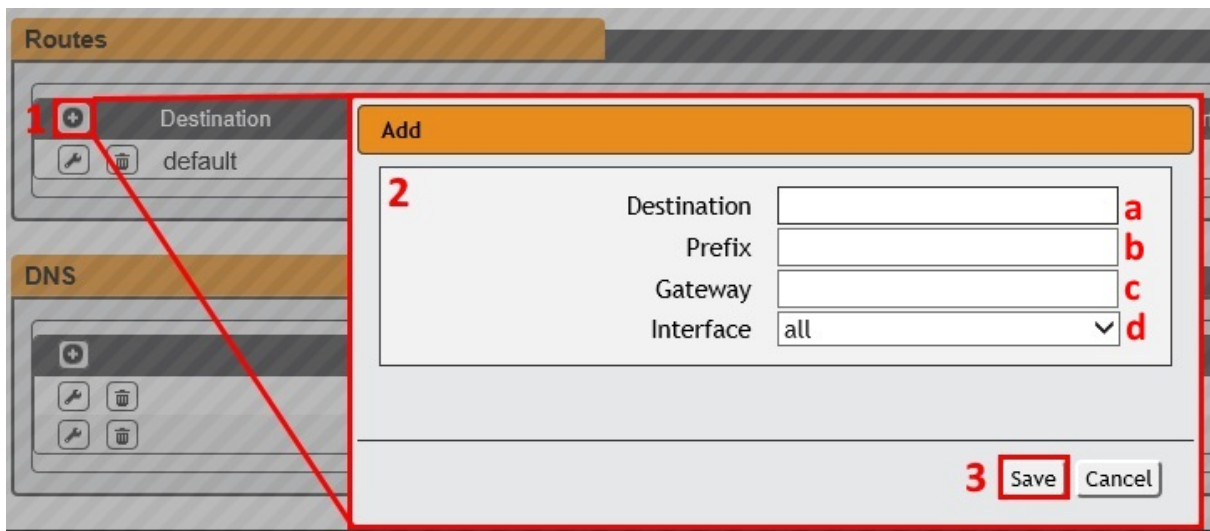 Routes
1 Destination
default
DNS
Add
2
Destination a
Prefix b
Gateway c
Interface all d
3 Save Cancel